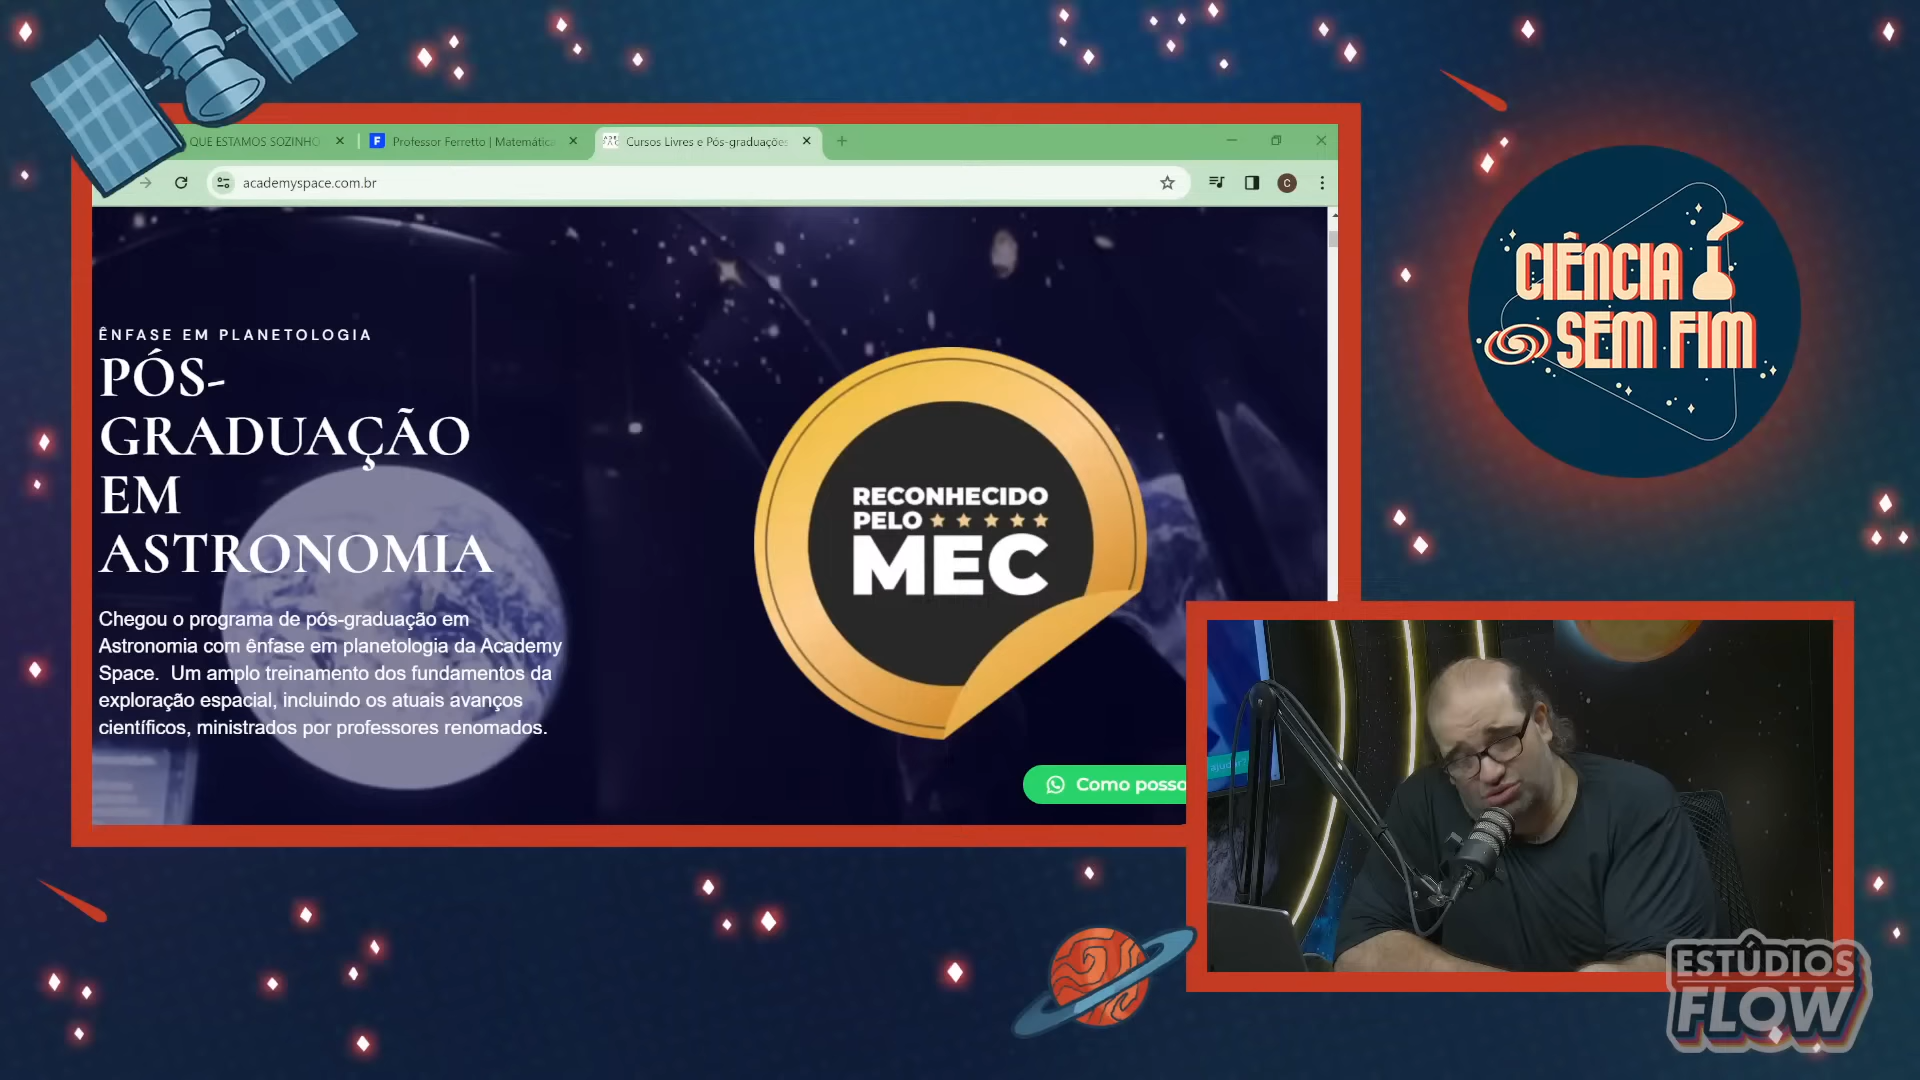 QUE ESTAMOS SOZINHO
Professor Ferretto | Matemátic
Cursos Livres e Pós-graduações
academyspace.com.br
C
ÊNFASE EM PLANETOLOGIA
PÓS-
GRADUAÇÃO
EM
ASTRONOMIA
Chegou o programa de pós-graduação em
Astronomia com ênfase em planetologia da Academy
Space. Um amplo treinamento dos fundamentos da
exploração espacial, incluindo os atuais avanços
científicos, ministrados por professores renomados.
RECONHECIDO
PELO
MEC
Como posso
CIÊNCIA
SEM FIM
ESTÚDIOS
FLOW